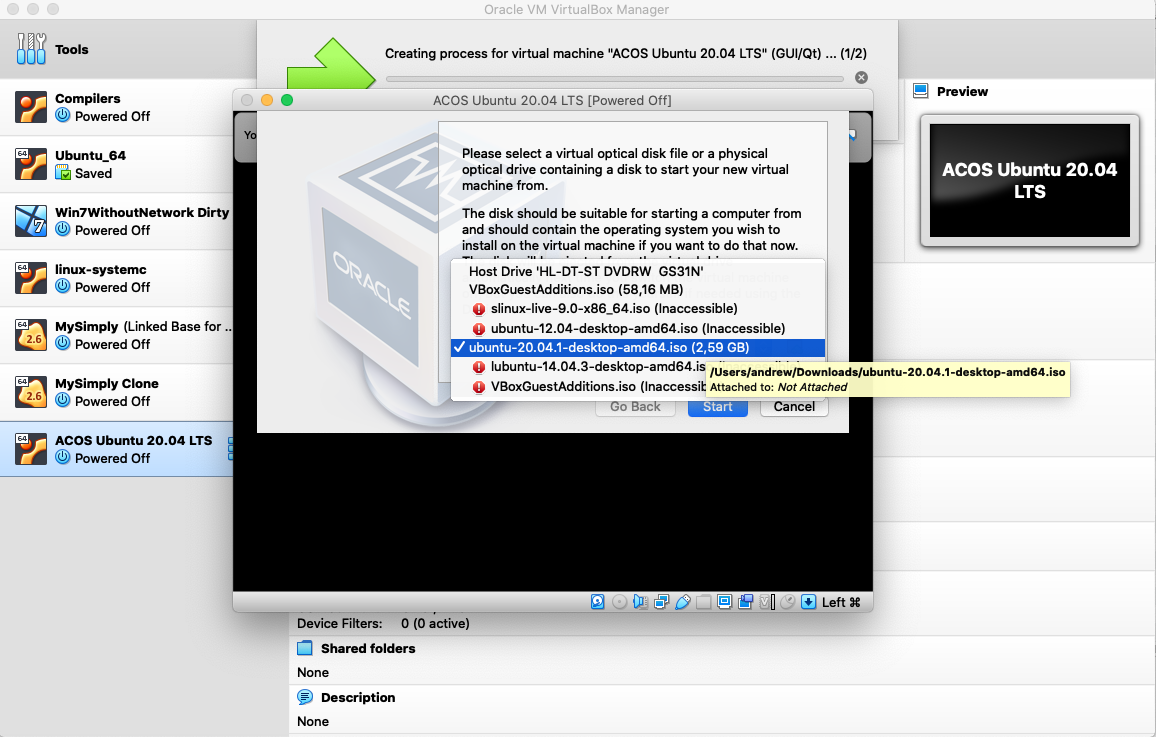 Oracle VM VirtualBox Manager
Tools
Compilers
Powered Off
Ubuntu_64
Saved
Win7WithoutNetwork Dirty
Powered Off
linux-systemc
Powered Off
MySimply (Linked Base for ...
Powered Off
MySimply Clone
Powered Off
ACOS Ubuntu 20.04 LTS
Powered Off
64
64
64
64
64
64
7
2.6
2.6
Creating process for virtual machine "ACOS Ubuntu 20.04 LTS" (GUI/Qt) ... (1/2)
Preview
ACOS Ubuntu 20.04
LTS
ACOS Ubuntu 20.04 LTS [Powered Off]
Yo
ORACLE
Please select a virtual optical disk file or a physical
optical drive containing a disk to start your new virtual
machine from.
The disk should be suitable for starting a computer from
and should contain the operating system you wish to
install on the virtual machine if you want to do that now.
Host Drive 'HL-DT-ST DVDRW GS31N'
VBoxGuestAdditions.iso (58,16 MB)
slinux-live-9.0-x86_64.iso (Inaccessible)
ubuntu-12.04-desktop-amd64.iso (Inaccessible)
ubuntu-20.04.1-desktop-amd64.iso (2,59 GB)
lubuntu-14.04.3-desktop-amd64.is
VBoxGuestAdditions.iso (Inaccessib
/Users/andrew/Downloads/ubuntu-20.04.1-desktop-amd64.iso
Attached to: Not Attached
Go Back
Start
Cancel
Left ⌘
Device Filters: 0 (0 active)
Shared folders
None
Description
None